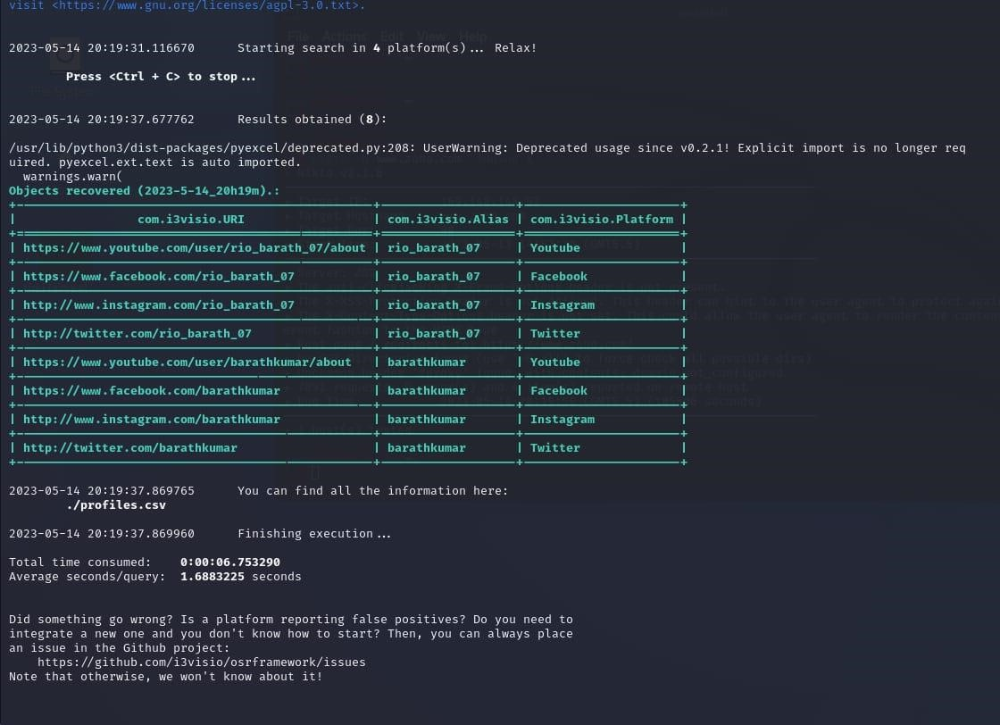 visit <https://www.gnu.org/licenses/agpl-3.0.txt>.
2023-05-14 20:19:31.116670 Starting search in 4 platform(s)... Relax!
Press <Ctrl + C> to stop...
2023-05-14 20:19:37.677762 Results obtained (8):
/usr/lib/python3/dist-packages/pyexcel/deprecated.py:208: UserWarning: Deprecated usage since v0.2.1! Explicit import is no longer req
uired. pyexcel.ext.text is auto imported.
warnings.warn(
Objects recovered (2023-5-14_20h19m).:
| com.i3visio.URI | com.i3visio.Alias | com.i3visio.Platform |
| https://www.youtube.com/user/rio_barath_07/about | rio_barath_07 | Youtube |
| https://www.facebook.com/rio_barath_07 | rio_barath_07 | Facebook |
| http://www.instagram.com/rio_barath_07 | rio_barath_07 | Instagram |
| http://twitter.com/rio_barath_07 | rio_barath_07 | Twitter |
| https://www.youtube.com/user/barathkumar/about | barathkumar | Youtube |
| https://www.facebook.com/barathkumar | barathkumar | Facebook |
| http://www.instagram.com/barathkumar | barathkumar | Instagram |
| http://twitter.com/barathkumar | barathkumar | Twitter |
2023-05-14 20:19:37.869765 You can find all the information here:
./profiles.csv
2023-05-14 20:19:37.869960 Finishing execution...
Total time consumed: 0:00:06.753290
Average seconds/query: 1.6883225 seconds
Did something go wrong? Is a platform reporting false positives? Do you need to
integrate a new one and you don't know how to start? Then, you can always place
an issue in the Github project:
https://github.com/i3visio/osrframework/issues
Note that otherwise, we won't know about it!